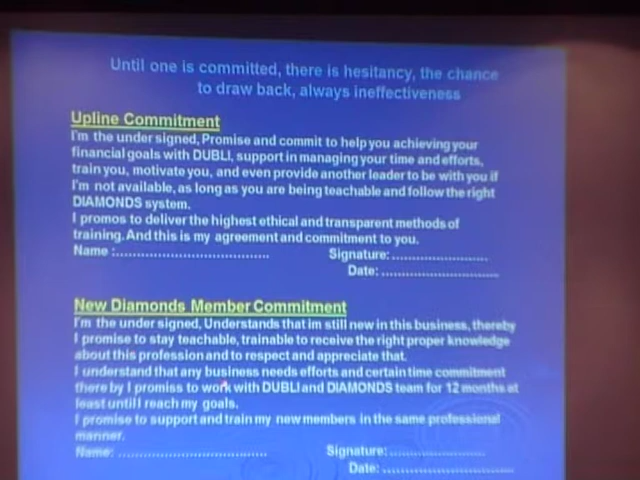 Until one is committed, there is hesitancy, the chance
to draw back, always ineffectiveness
Upline Commitment
I'm the under signed, Promise and commit to help you achieving your
financial goals with DUBLI, support in managing your time and efforts,
train you, motivate you, and even provide another leader to be with you if
I'm not available, as long as you are being teachable and follow the right
DIAMONDS system.
I promos to deliver the highest ethical and transparent methods of
training. And this is my agreement and commitment to you.
Name :.......................................... Signature: ..........................
Date: ................................
New Diamonds Member Commitment
I'm the under signed, Understands that im still new in this business, thereby
I promise to stay teachable, trainable to receive the right proper knowledge
about this profession and to respect and appreciate that.
I understand that any business needs efforts and certain time commitment
there by I promiss to work with DUBLI and DIAMONDS team for 12 months at
least until I reach my goals.
I promise to support and train my new members in the same professional
manner.
Name: ......................................... Signature: ..........................
Date: ...................................